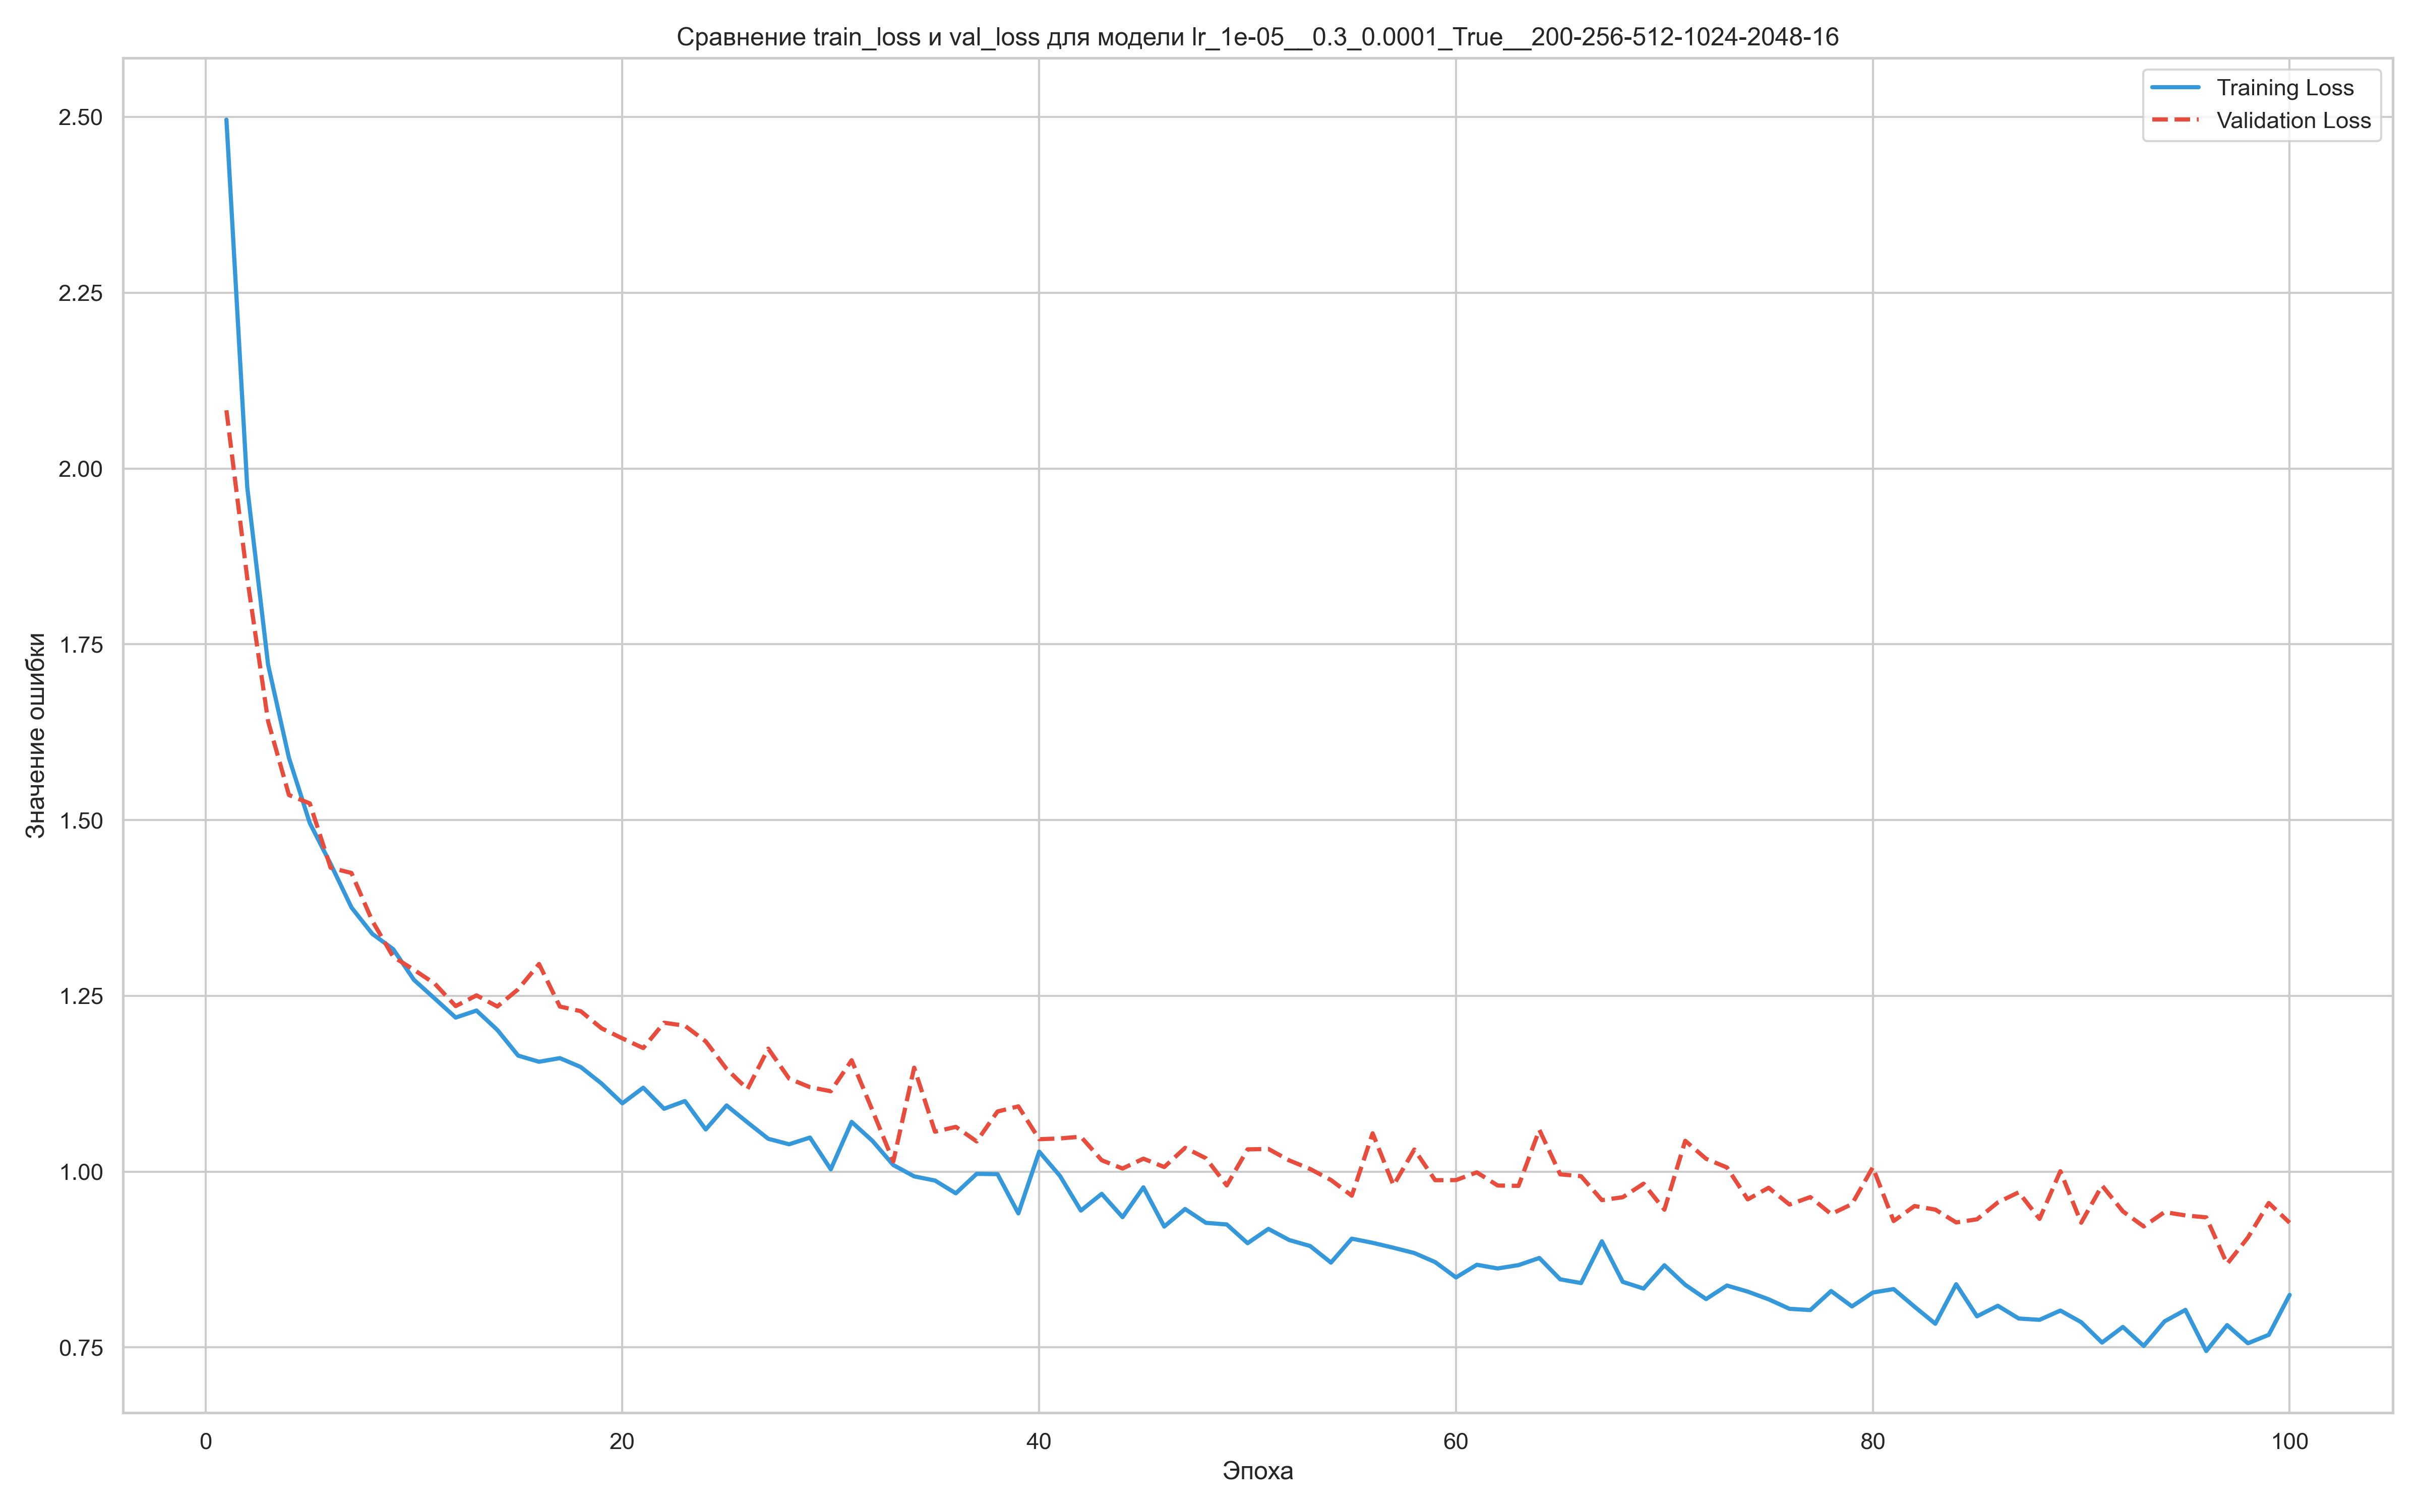 Сравнение train_loss и val_loss для модели lr_1e-05__0.3_0.0001_True__200-256-512-1024-2048-16
Training Loss
Validation Loss
2.50
2.25
2.00
1.75
1.50
1.25
1.00
0.75
Значение ошибки
0 20 40 60 80 100
Эпоха